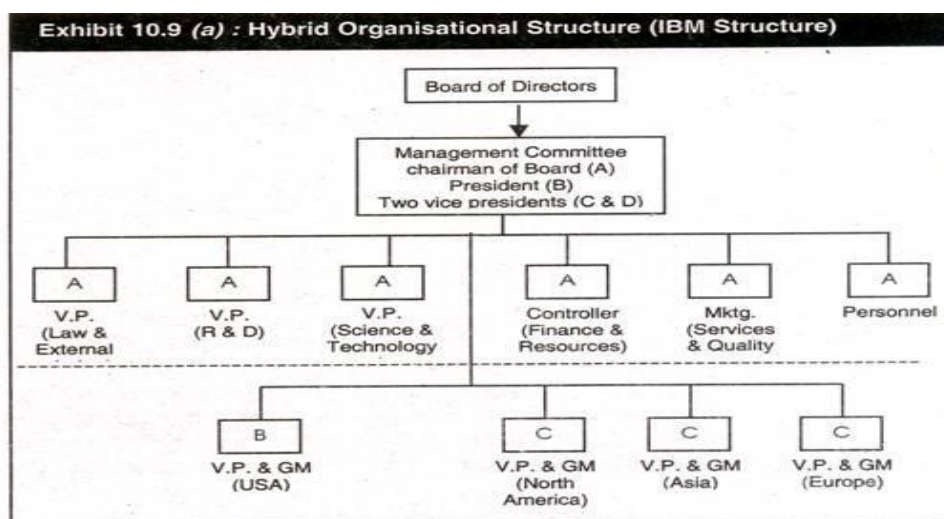 Exhibit 10.9 (a) : Hybrid Organisational Structure (IBM Structure)
Board of Directors
Management Committee
chairman of Board (A)
President (B)
Two vice presidents (C & D)
A
V.P.
(Law &
External
A
V.P.
(R & D)
A
V.P.
(Science &
Technology
A
Controller
(Finance &
Resources)
A
Mktg.
(Services
& Quality
A
Personnel
B
V.P. & GM
(USA)
C
V.P. & GM
(North
America)
C
V.P. & GM
(Asia)
C
V.P. & GM
(Europe)